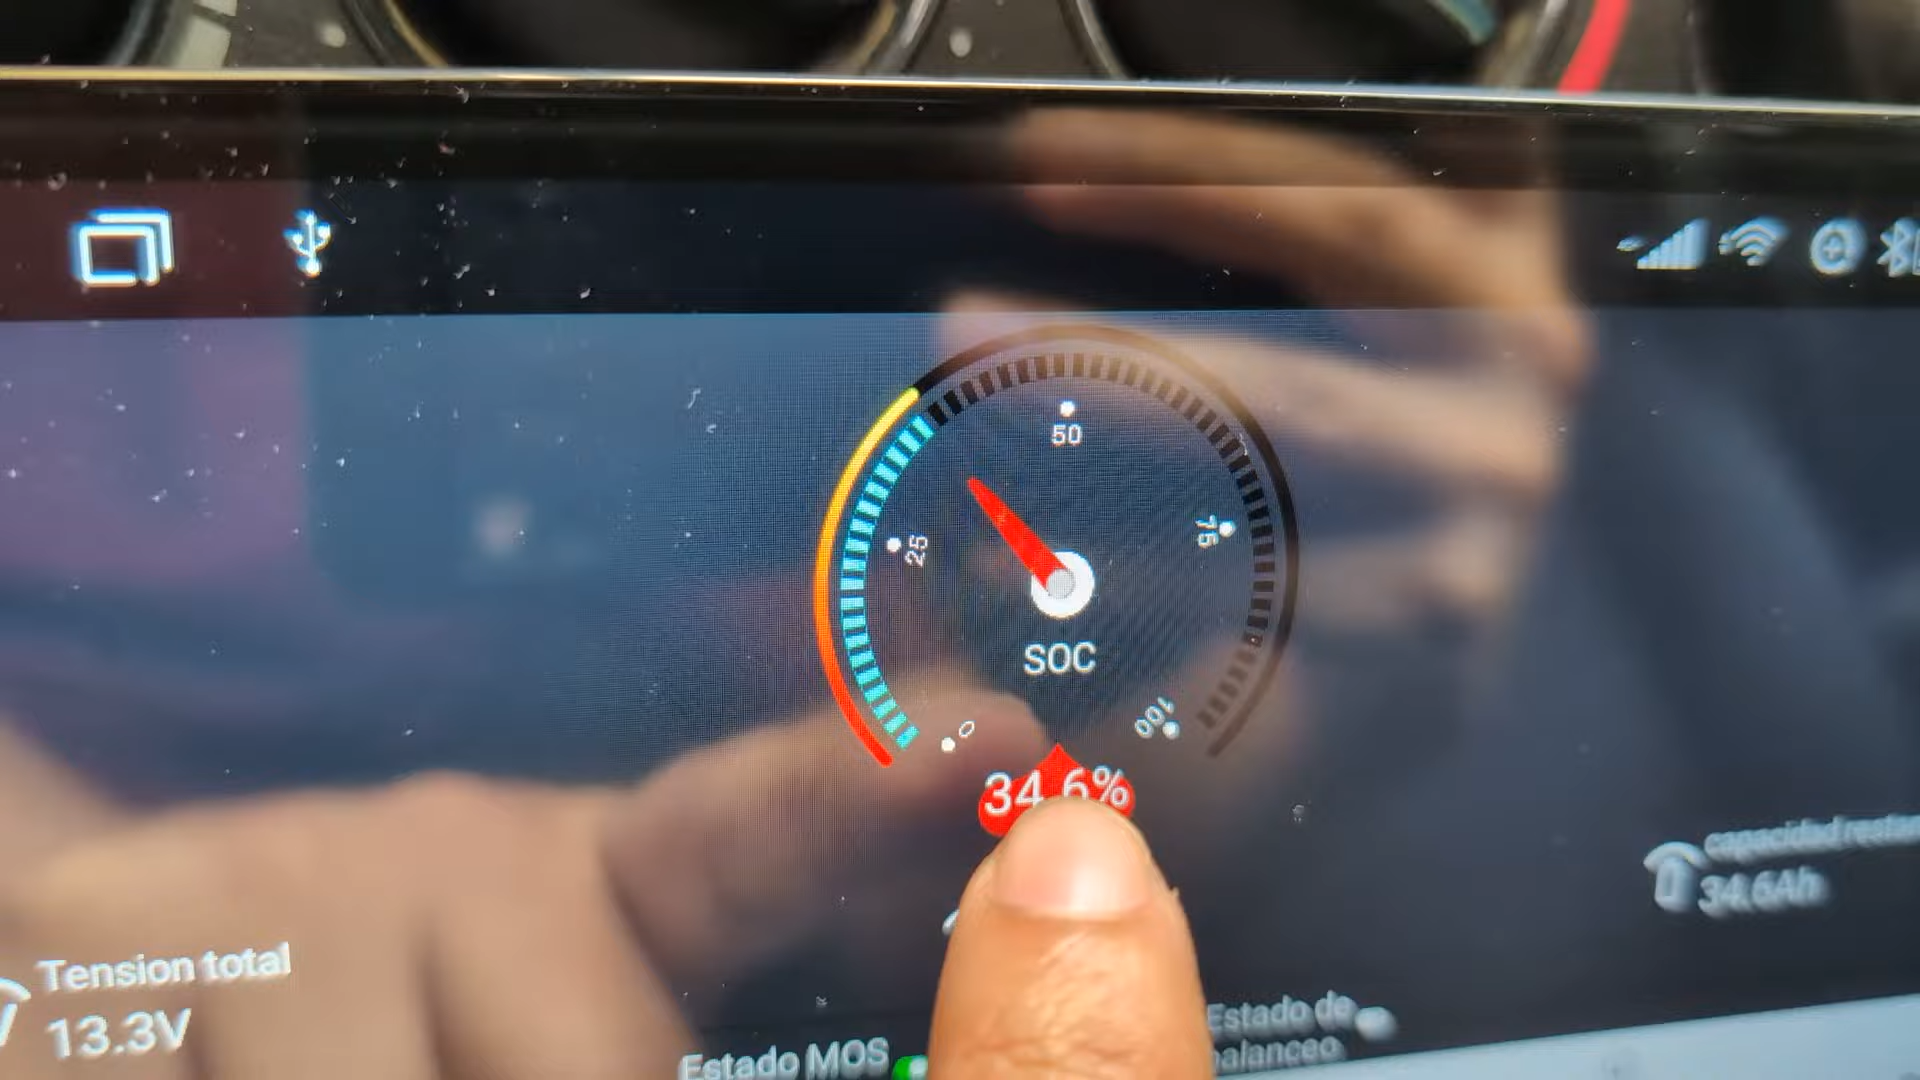 50
25
75
SOC
0
100
34.6%
capacidad
34.6Ah
Tension total
13.3V
Estado MOS
Estado de
balanceo